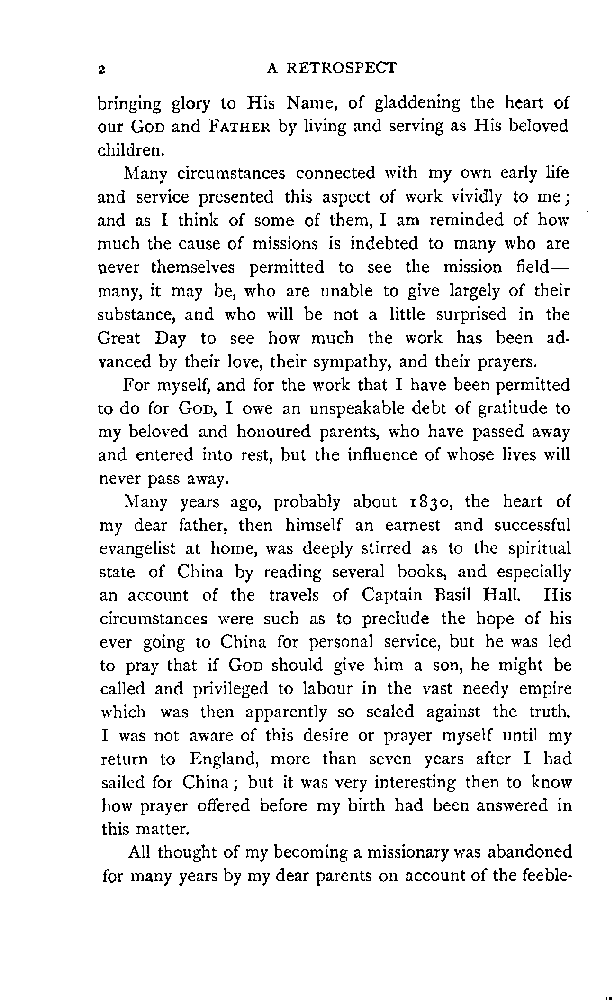 2 A RETROSPECT
bringing glory to His Name, of gladdening the heart of
our GOD and FATHER by living and serving as His beloved
children.
Many circumstances connected with my own early life
and service presented this aspect of work vividly to me;
and as I think of some of them, I am reminded of how
much the cause of missions is indebted to many who are
never themselves permitted to see the mission field—
many, it may be, who are unable to give largely of their
substance, and who will be not a little surprised in the
Great Day to see how much the work has been ad-
vanced by their love, their sympathy, and their prayers.
For myself, and for the work that I have been permitted
to do for GOD, I owe an unspeakable debt of gratitude to
my beloved and honoured parents, who have passed away
and entered into rest, but the influence of whose lives will
never pass away.
Many years ago, probably about 1830, the heart of
my dear father, then himself an earnest and successful
evangelist at home, was deeply stirred as to the spiritual
state of China by reading several books, and especially
an account of the travels of Captain Basil Hall. His
circumstances were such as to preclude the hope of his
ever going to China for personal service, but he was led
to pray that if GOD should give him a son, he might be
called and privileged to labour in the vast needy empire
which was then apparently so sealed against the truth.
I was not aware of this desire or prayer myself until my
return to England, more than seven years after I had
sailed for China; but it was very interesting then to know
how prayer offered before my birth had been answered in
this matter.
All thought of my becoming a missionary was abandoned
for many years by my dear parents on account of the feeble-